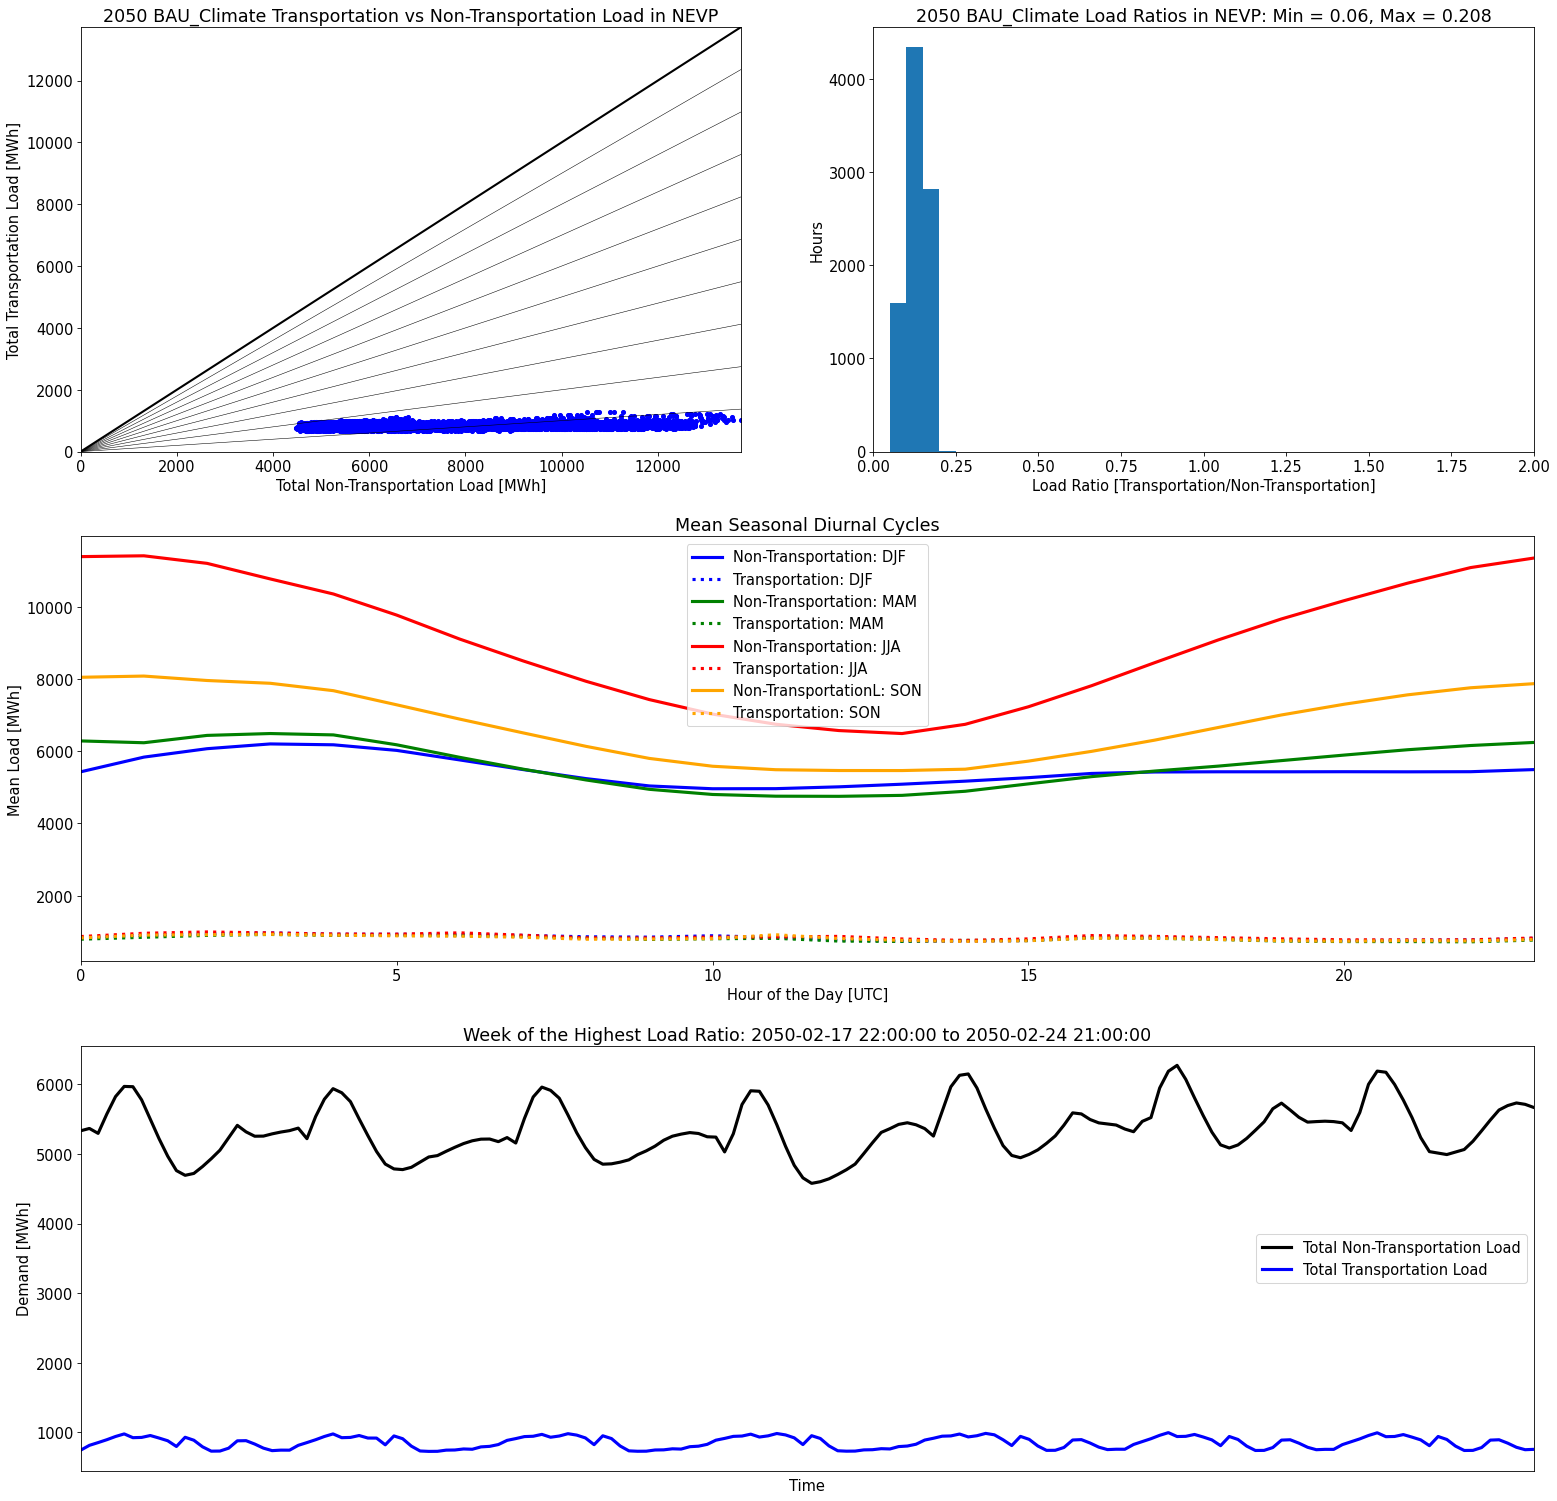 2050 BAU_Climate Transportation vs Non-Transportation Load in NEVP
Total Transportation Load [MWh]
12000
10000
8000
6000
4000
2000
0
0 2000 4000 6000 8000 10000 12000
Total Non-Transportation Load [MWh]
2050 BAU_Climate Load Ratios in NEVP: Min = 0.06, Max = 0.208
Hours
4000
3000
2000
1000
0
0.00 0.25 0.50 0.75 1.00 1.25 1.50 1.75 2.00
Load Ratio [Transportation/Non-Transportation]
Mean Seasonal Diurnal Cycles
Mean Load [MWh]
10000
8000
6000
4000
2000
Non-Transportation: DJF
Transportation: DJF
Non-Transportation: MAM
Transportation: MAM
Non-Transportation: JJA
Transportation: JJA
Non-TransportationL: SON
Transportation: SON
0 5 10 15 20
Hour of the Day [UTC]
Week of the Highest Load Ratio: 2050-02-17 22:00:00 to 2050-02-24 21:00:00
Demand [MWh]
6000
5000
4000
3000
2000
1000
Total Non-Transportation Load
Total Transportation Load
Time